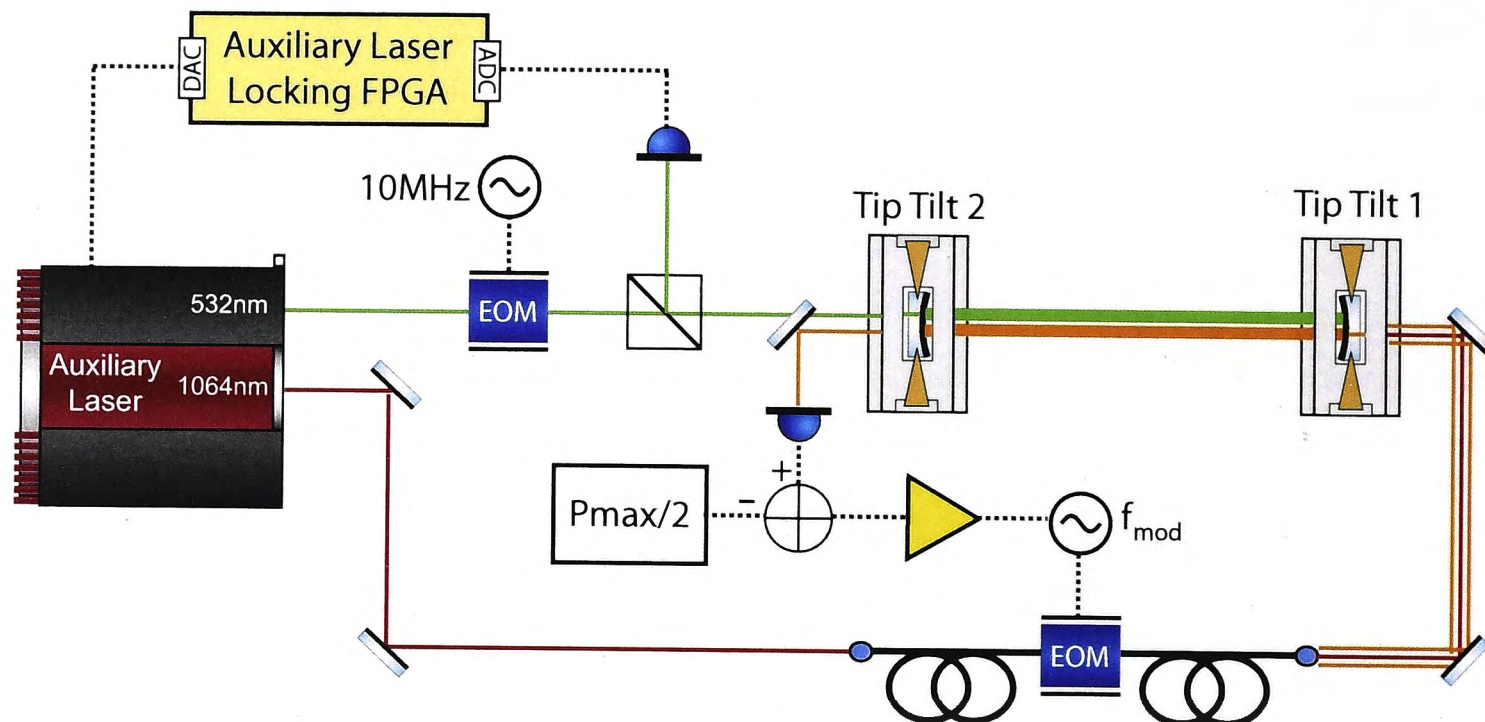 Auxiliary Laser
Locking FPGA
DAC
ADC
10MHz
Tip Tilt 2
Tip Tilt 1
532nm
EOM
Auxiliary
Laser
1064nm
+
-
Pmax/2
fmod
EOM